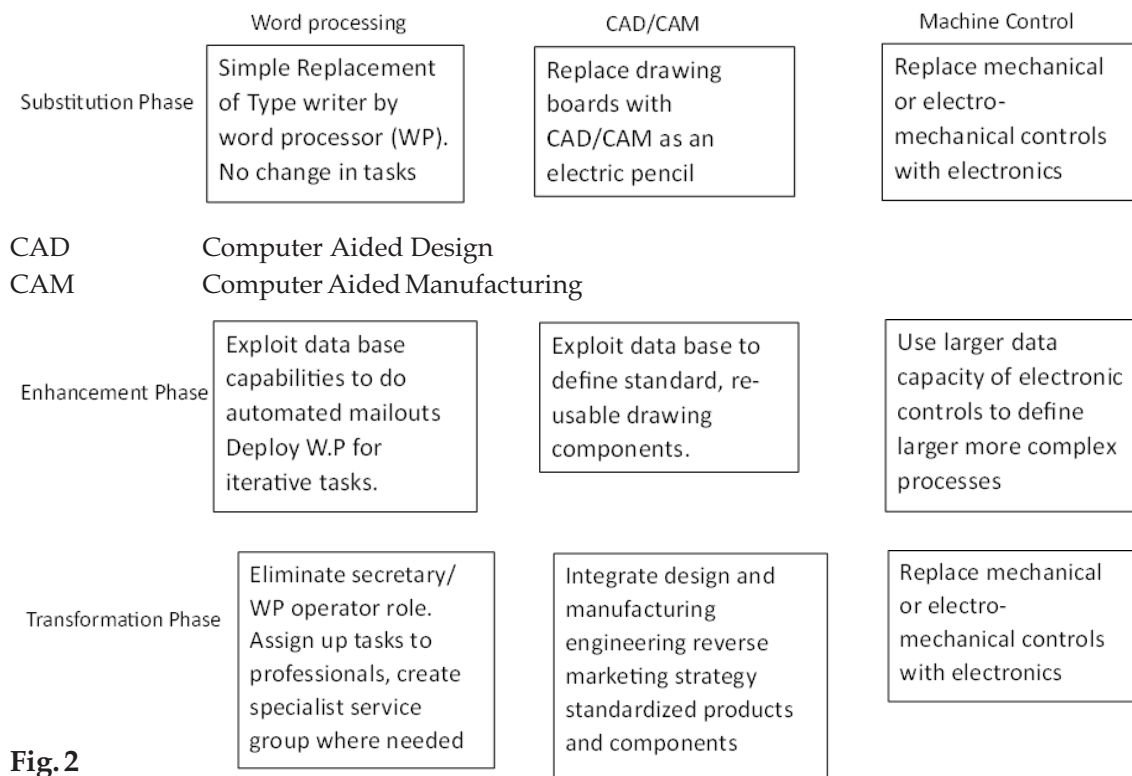 Word processing
CAD/CAM
Machine Control
Substitution Phase
Simple Replacement
of Type writer by
word processor (WP).
No change in tasks
Replace drawing
boards with
CAD/CAM as an
electric pencil
Replace mechanical
or electro-
mechanical controls
with electronics
CAD Computer Aided Design
CAM Computer Aided Manufacturing
Enhancement Phase
Exploit data base
capabilities to do
automated mailouts
Deploy W.P for
iterative tasks.
Exploit data base to
define standard, re-
usable drawing
components.
Use larger data
capacity of electronic
controls to define
larger more complex
processes
Transformation Phase
Eliminate secretary/
WP operator role.
Assign up tasks to
professionals, create
specialist service
group where needed
Integrate design and
manufacturing
engineering reverse
marketing strategy
standardized products
and components
Replace mechanical
or electro-
mechanical controls
with electronics
Fig. 2